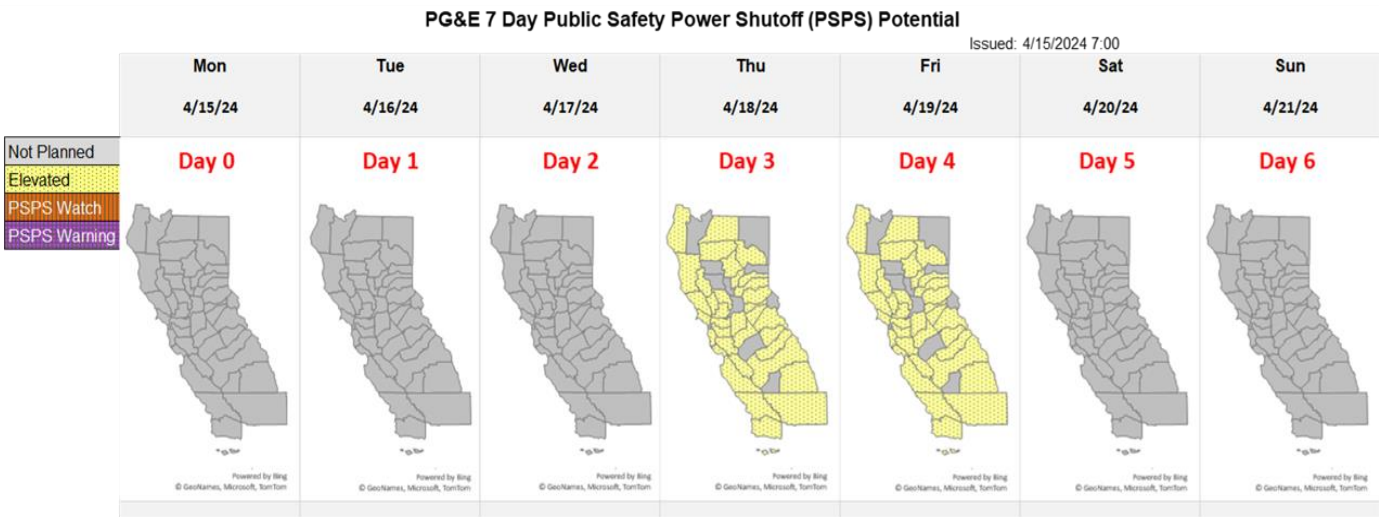 PG&E 7 Day Public Safety Power Shutoff (PSPS) Potential
Issued: 4/15/2024 7:00
Mon Tue Wed Thu Fri Sat Sun
4/15/24 4/16/24 4/17/24 4/18/24 4/19/24 4/20/24 4/21/24
Not Planned
Elevated
PSPS Watch
PSPS Warning
Day 0 Day 1 Day 2 Day 3 Day 4 Day 5 Day 6
Powered by Bing Powered by Bing Powered by Bing Powered by Bing Powered by Bing Powered by Bing Powered by Bing
© GeoNames, Microsoft, TomTom © GeoNames, Microsoft, TomTom © GeoNames, Microsoft, TomTom © GeoNames, Microsoft, TomTom © GeoNames, Microsoft, TomTom © GeoNames, Microsoft, TomTom © GeoNames, Microsoft, TomTom